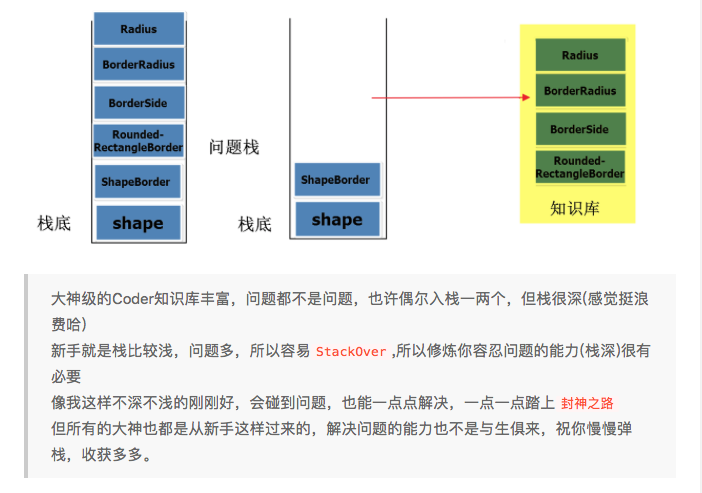 Radius
BorderRadius
BorderSide
Rounded-
RectangleBorder
ShapeBorder
shape
栈底
问题栈
ShapeBorder
shape
栈底
Radius
BorderRadius
BorderSide
Rounded-
RectangleBorder
知识库
大神级的Coder知识库丰富，问题都不是问题，也许偶尔入栈一两个，但栈很深(感觉挺浪
费哈)
新手就是栈比较浅，问题多，所以容易 StackOver ,所以修炼你容忍问题的能力(栈深)很有
必要
像我这样不深不浅的刚刚好，会碰到问题，也能一点点解决，一点一点踏上 封神之路
但所有的大神也都是从新手这样过来的，解决问题的能力也不是与生俱来，祝你慢慢弹
栈，收获多多。